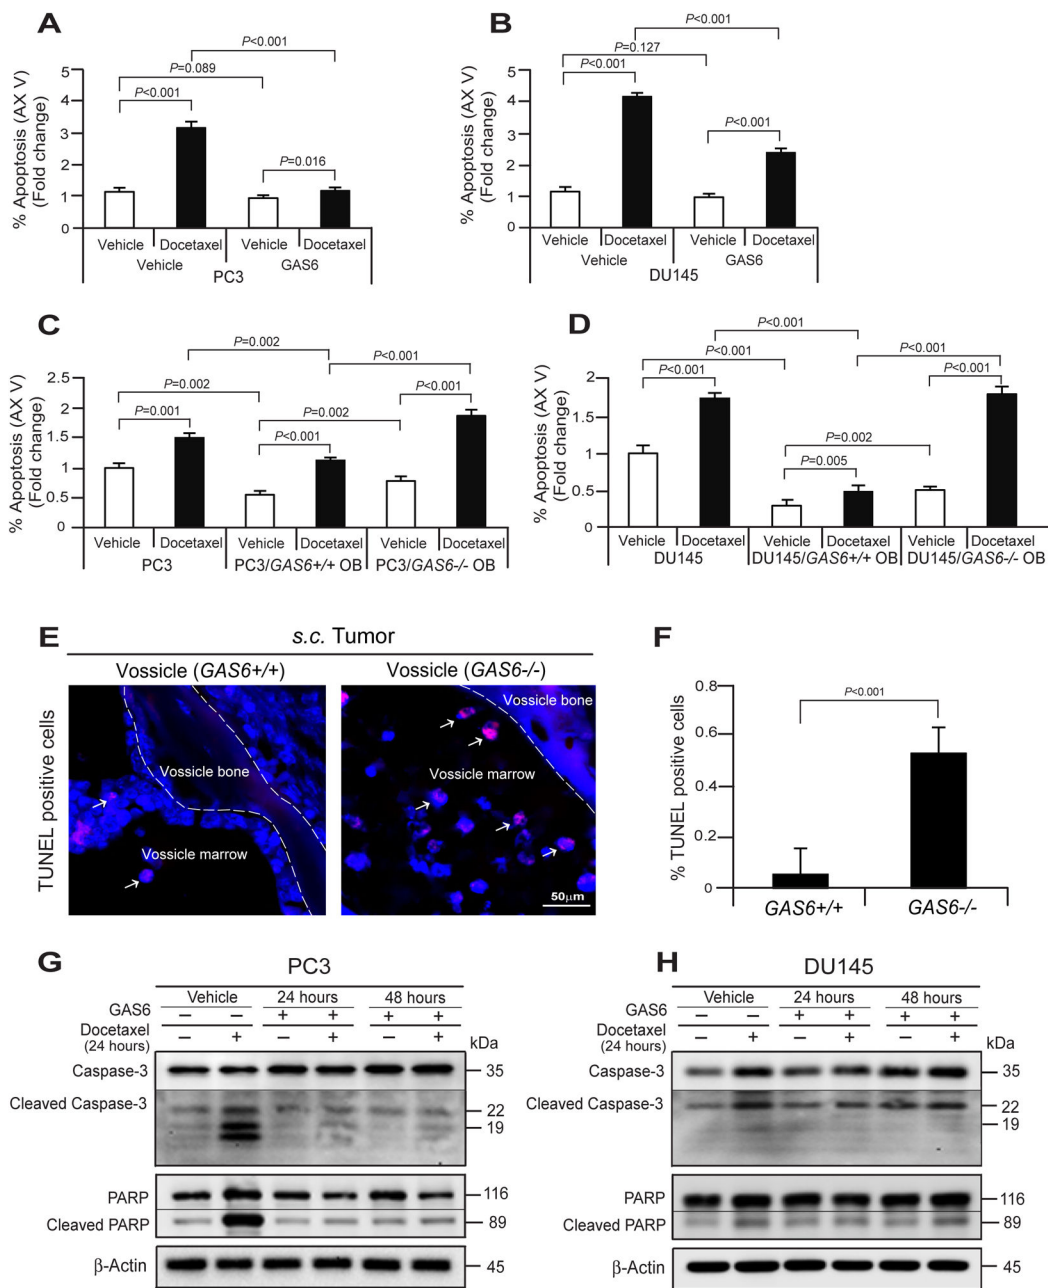 A
P<0.001
P=0.089
P<0.001
P=0.016
% Apoptosis (AX V)
(Fold change)
5
4
3
2
1
0
Vehicle Docetaxel Vehicle Docetaxel
Vehicle GAS6
PC3
B
P<0.001
P=0.127
P<0.001
P<0.001
% Apoptosis (AX V)
(Fold change)
5
4
3
2
1
0
Vehicle Docetaxel Vehicle Docetaxel
Vehicle GAS6
DU145
C
P=0.002
P<0.001
P=0.002
P=0.002
P<0.001
P=0.001
P<0.001
% Apoptosis (AX V)
(Fold change)
2.5
2
1.5
1
0.5
0
Vehicle Docetaxel Vehicle Docetaxel Vehicle Docetaxel
PC3 PC3/GAS6+/+ OB PC3/GAS6-/- OB
D
P<0.001
P<0.001
P<0.001
P<0.001
P<0.001
P=0.002
P=0.005
% Apoptosis (AX V)
(Fold change)
2
1.5
1
0.5
0
Vehicle Docetaxel Vehicle Docetaxel Vehicle Docetaxel
DU145 DU145/GAS6+/+ OB DU145/GAS6-/- OB
E
s.c. Tumor
Vossicle (GAS6+/+) Vossicle (GAS6-/-)
TUNEL positive cells
Vossicle bone
Vossicle marrow
Vossicle bone
Vossicle marrow
50μm
F
P<0.001
% TUNEL positive cells
0.8
0.6
0.4
0.2
0
GAS6+/+ GAS6-/-
G
PC3
Vehicle 24 hours 48 hours
GAS6 – – + + + +
Docetaxel – + – + – +
(24 hours) kDa
Caspase-3 35
Cleaved Caspase-3 22
19
PARP 116
Cleaved PARP 89
β-Actin 45
H
DU145
Vehicle 24 hours 48 hours
GAS6 – – + + + +
Docetaxel – + – + – +
(24 hours) kDa
Caspase-3 35
Cleaved Caspase-3 22
19
PARP 116
Cleaved PARP 89
β-Actin 45